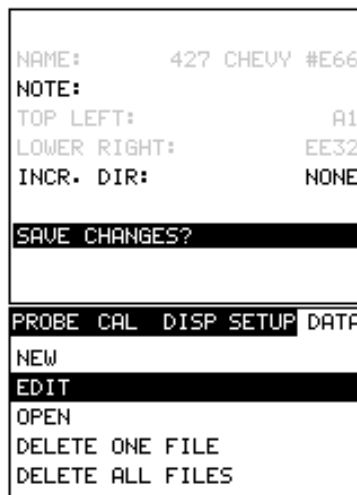 NAME: 427 CHEVY #E66
NOTE:
TOP LEFT: A1
LOWER RIGHT: EE32
INCR. DIR: NONE
SAVE CHANGES?
PROBE CAL DISP SETUP DATA
NEW
EDIT
OPEN
DELETE ONE FILE
DELETE ALL FILES